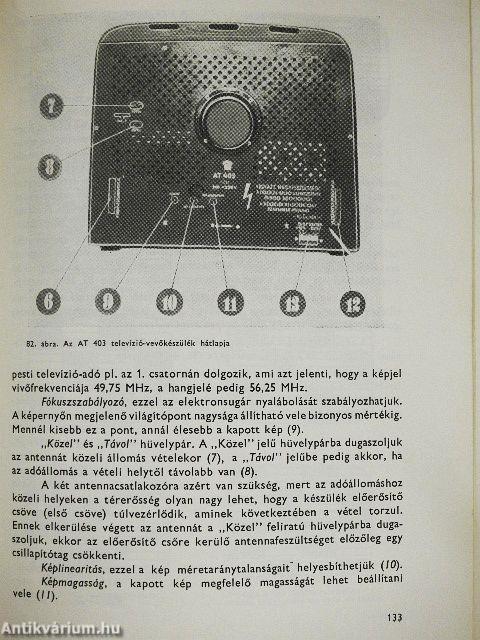 7
8
AT 403
6
9
10
11
13
12
82. ábra. Az AT 403 televízió-vevőkészülék hátlapja
pesti televízió-adó pl. az 1. csatornán dolgozik, ami azt jelenti, hogy a képjel
vivőfrekvenciája 49,75 MHz, a hangjelé pedig 56,25 MHz.
Fókuszszabályozó, ezzel az elektronsugár nyalábolását szabályozhatjuk.
A képernyőn megjelenő világítópont nagysága állítható vele bizonyos mértékig.
Mennél kisebb ez a pont, annál élesebb a kapott kép (9).
„Közel” és „Távol” hüvelypár. A „Közel” jelű hüvelypárba dugaszoljuk
az antennát közeli állomás vételekor (7), a „Távol” jelűbe pedig akkor, ha
az adóállomás a vételi helytől távolabb van (8).
A két antennacsatlakozóra azért van szükség, mert az adóállomáshoz
közeli helyeken a térerősség olyan nagy lehet, hogy a készülék előerősítő
csöve (első csöve) túlvezérlődik, aminek következtében a vétel torzul.
Ennek elkerülése végett az antennát a „Közel” feliratú hüvelypárba duga-
szoljuk, ekkor az előerősítő csőre kerülő antennafeszültséget előzőleg egy
csillapítótag csökkenti.
Képlinearitás, ezzel a kép méretaránytalanságait helyesbíthetjük (10).
Képmagasság, a kapott kép megfelelő magasságát lehet beállítani
vele (11).
133
Antikvárium.hu